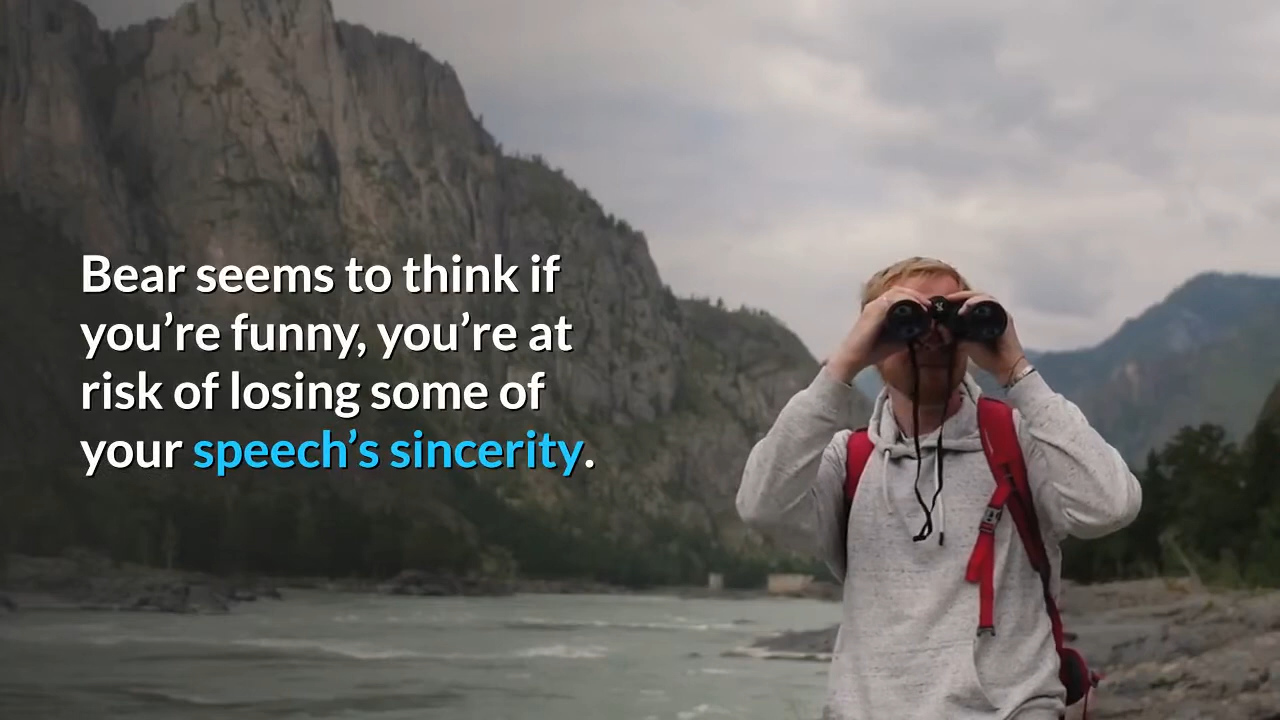 Bear seems to think if
you’re funny, you’re at
risk of losing some of
your speech’s sincerity.